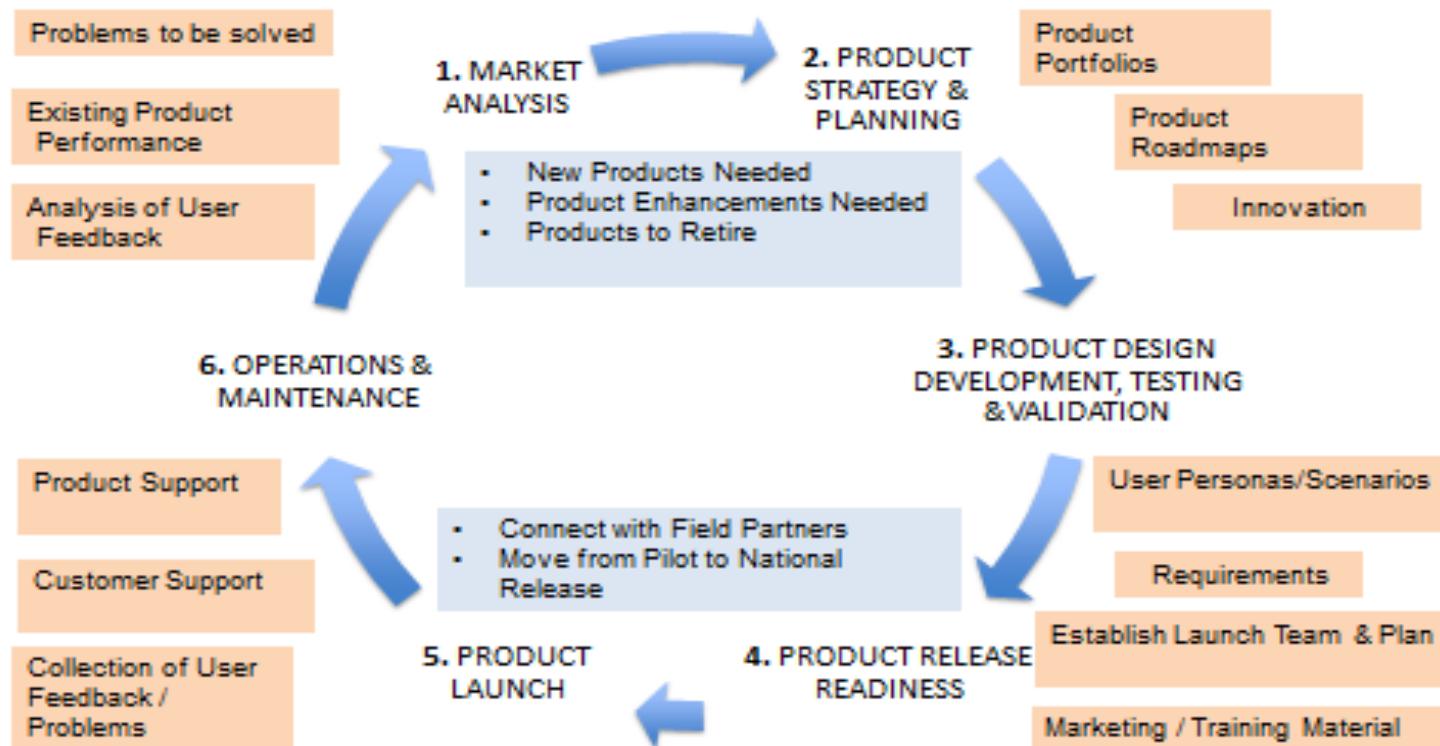 Problems to be solved
Existing Product
Performance
Analysis of User
Feedback
1. MARKET
ANALYSIS
2. PRODUCT
STRATEGY &
PLANNING
Product
Portfolios
Product
Roadmaps
Innovation
▪ New Products Needed
▪ Product Enhancements Needed
▪ Products to Retire
3. PRODUCT DESIGN
DEVELOPMENT, TESTING
&VALIDATION
User Personas/Scenarios
Requirements
Establish Launch Team & Plan
Marketing / Training Material
4. PRODUCT RELEASE
READINESS
▪ Connect with Field Partners
▪ Move from Pilot to National
Release
5. PRODUCT
LAUNCH
6. OPERATIONS &
MAINTENANCE
Product Support
Customer Support
Collection of User
Feedback /
Problems